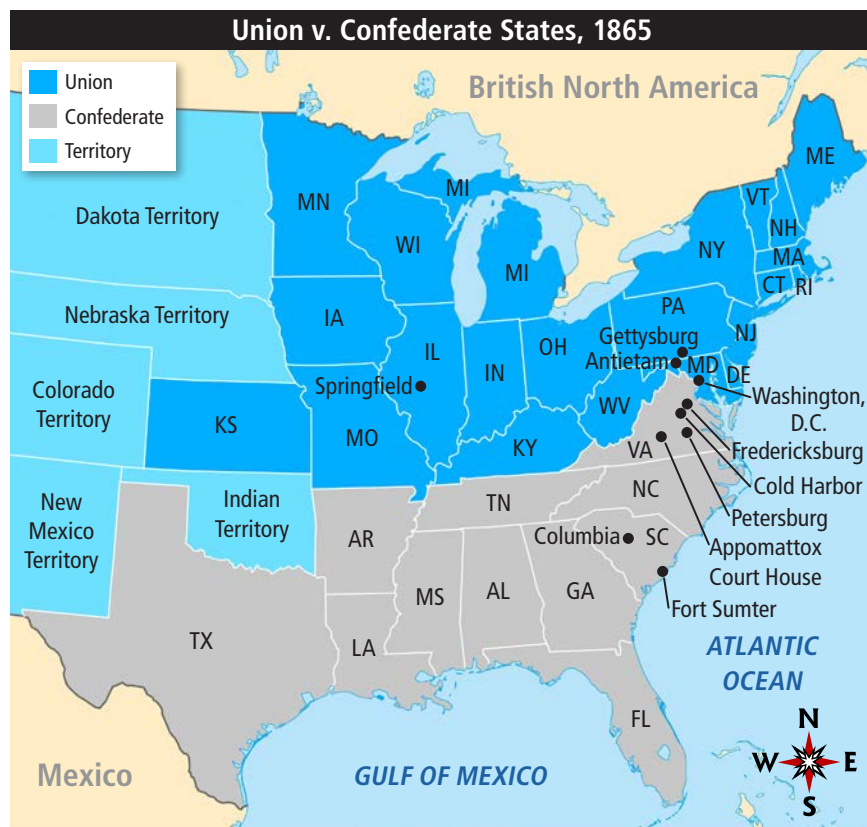 Union v. Confederate States, 1865
Union
Confederate
Territory
British North America
ME
VT
NH
MI
MN
Dakota Territory
WI
NY
MA
MI
CT
RI
PA
Nebraska Territory
IA
Gettysburg
NJ
IL
OH
Antietam
MD
IN
DE
Springfield
Colorado
Territory
Washington,
D.C.
WV
KS
MO
KY
VA
Fredericksburg
Cold Harbor
Indian
Territory
TN
NC
New
Mexico
Territory
Petersburg
AR
Columbia
SC
Appomattox
Court House
MS
AL
GA
Fort Sumter
TX
LA
ATLANTIC
OCEAN
FL
N
W
E
S
Mexico
GULF OF MEXICO